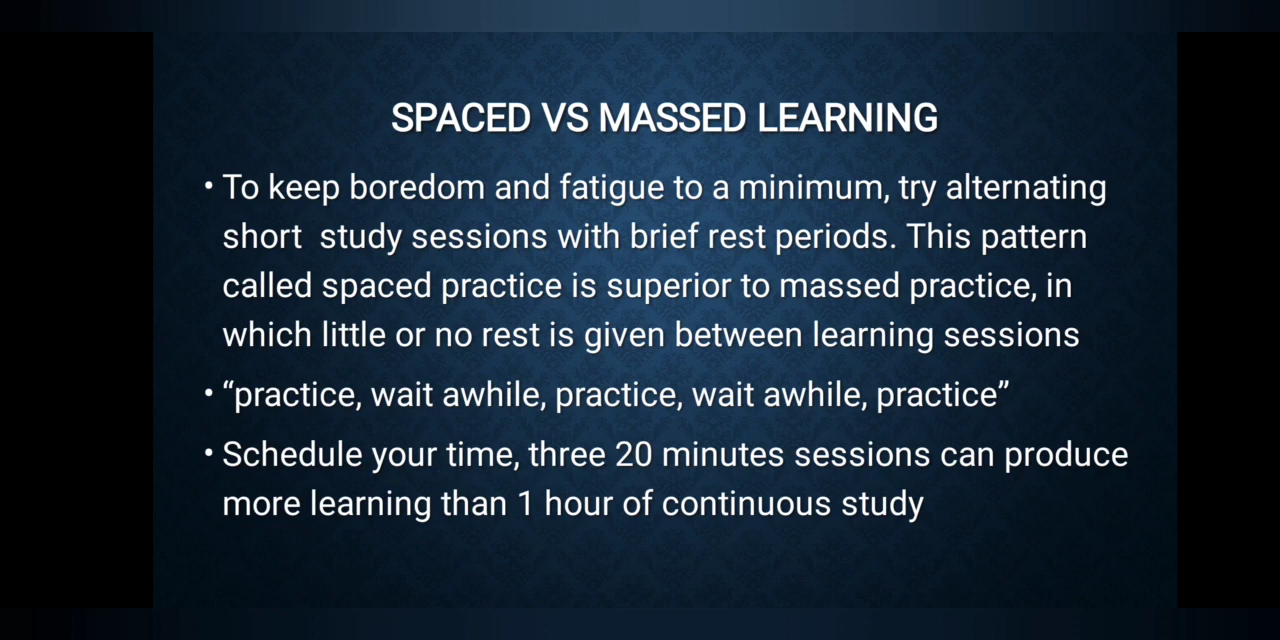 SPACED VS MASSED LEARNING
• To keep boredom and fatigue to a minimum, try alternating
short  study sessions with brief rest periods. This pattern
called spaced practice is superior to massed practice, in
which little or no rest is given between learning sessions
• “practice, wait awhile, practice, wait awhile, practice”
• Schedule your time, three 20 minutes sessions can produce
more learning than 1 hour of continuous study